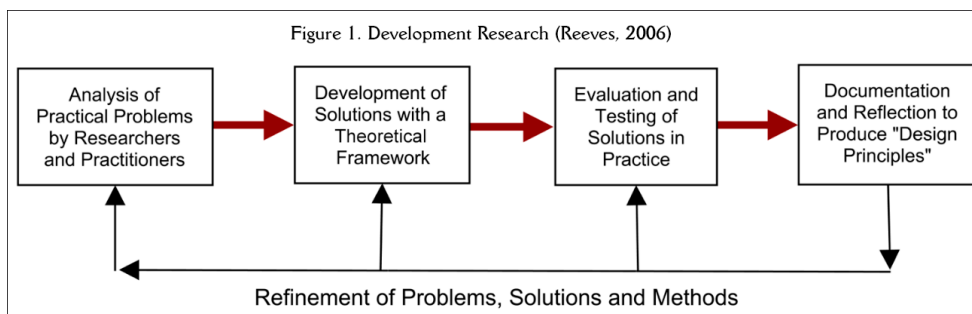 Figure 1. Development Research (Reeves, 2006)
Analysis of
Practical Problems
by Researchers
and Practitioners
Development of
Solutions with a
Theoretical
Framework
Evaluation and
Testing of
Solutions in
Practice
Documentation
and Reflection to
Produce "Design
Principles"
Refinement of Problems, Solutions and Methods